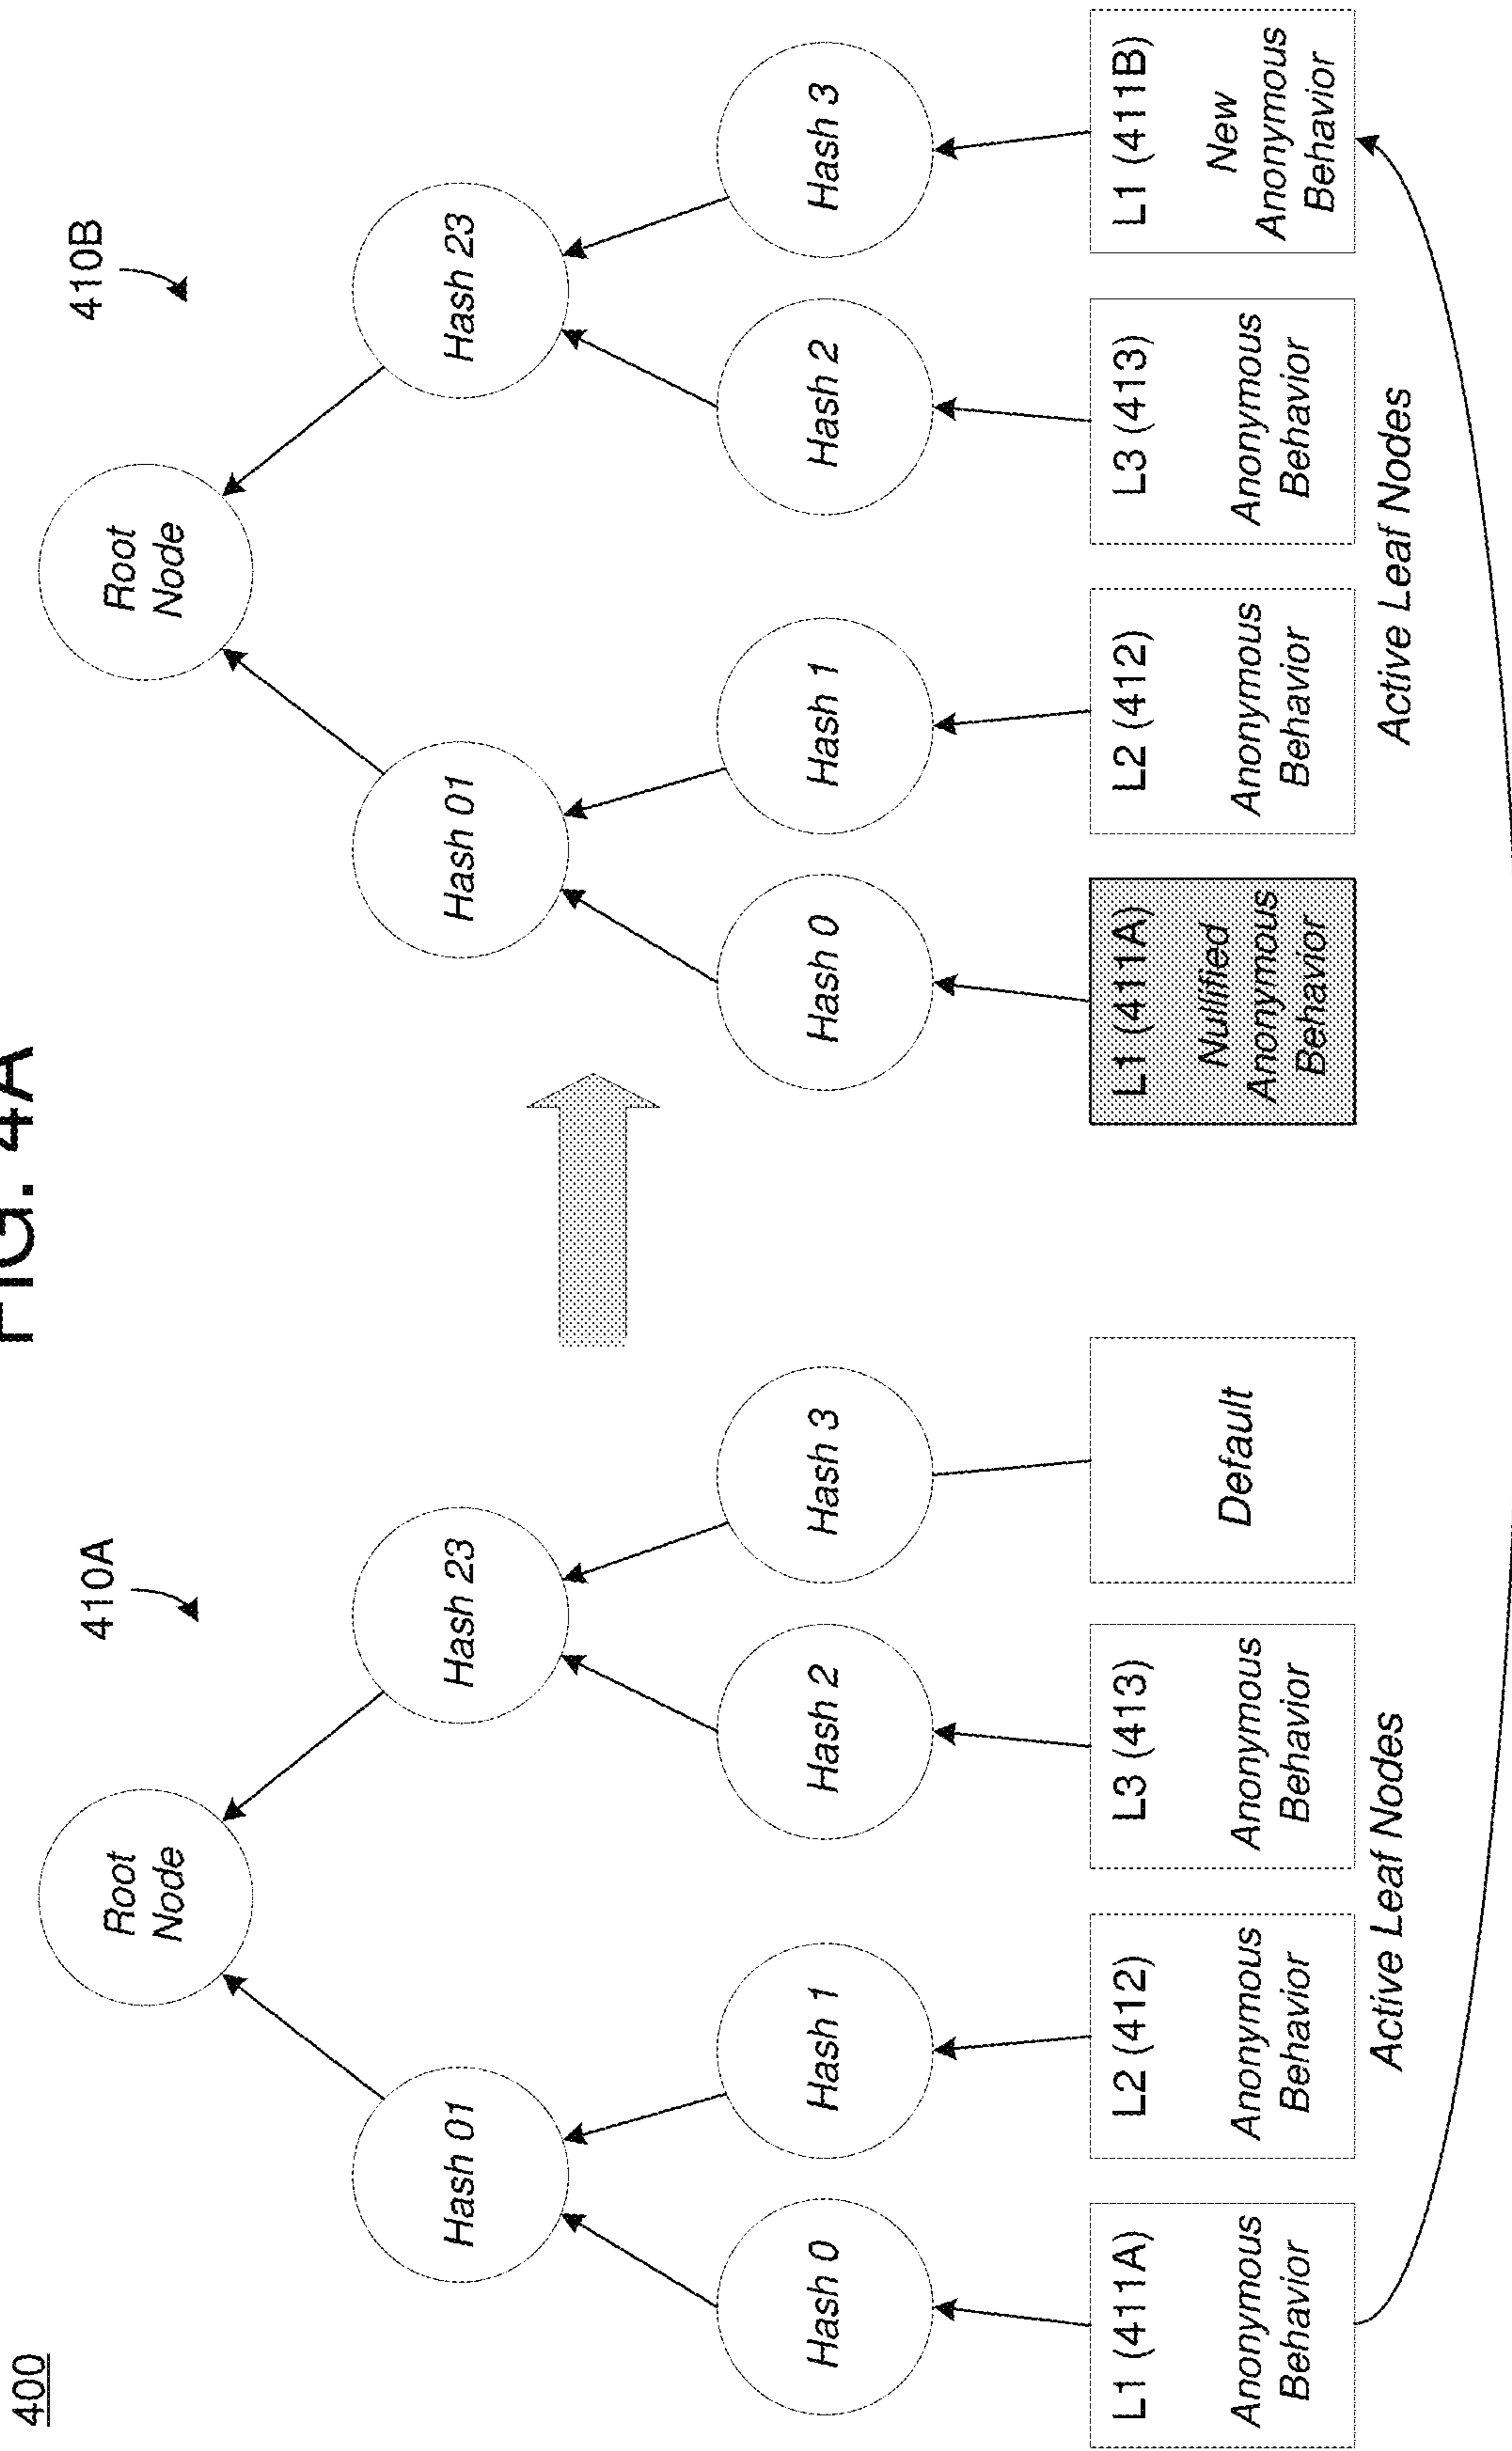 FIG. 4A
400
410A
Root
Node
Hash 01
Hash 23
Hash 0
Hash 1
Hash 2
Hash 3
L1 (411A)
Anonymous
Behavior
L2 (412)
Anonymous
Behavior
L3 (413)
Anonymous
Behavior
Default
Active Leaf Nodes
410B
Root
Node
Hash 01
Hash 23
Hash 0
Hash 1
Hash 2
Hash 3
L1 (411A)
Nullified
Anonymous
Behavior
L2 (412)
Anonymous
Behavior
L3 (413)
Anonymous
Behavior
L1 (411B)
New
Anonymous
Behavior
Active Leaf Nodes